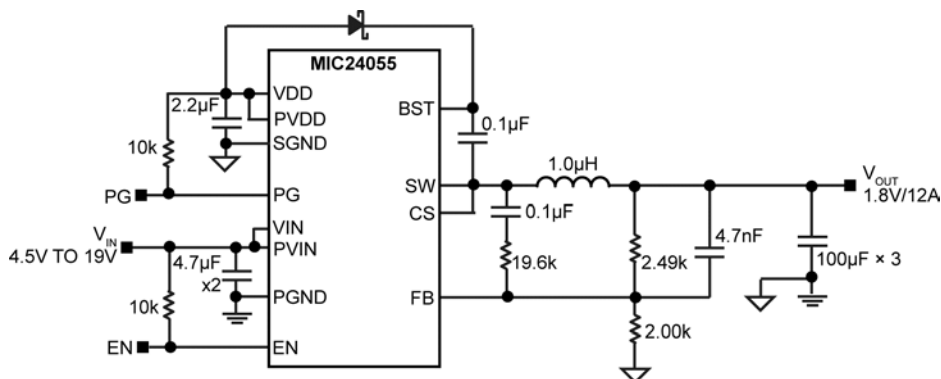 MIC24055
VDD
2.2µF
PVDD
BST
SGND
0.1µF
10k
1.0µH
PG
PG
SW
V_OUT
1.8V/12A
CS
0.1µF
VIN
V_IN
4.5V TO 19V
PVIN
4.7µF
x2
19.6k
2.49k
4.7nF
100µF × 3
PGND
FB
10k
2.00k
EN
EN